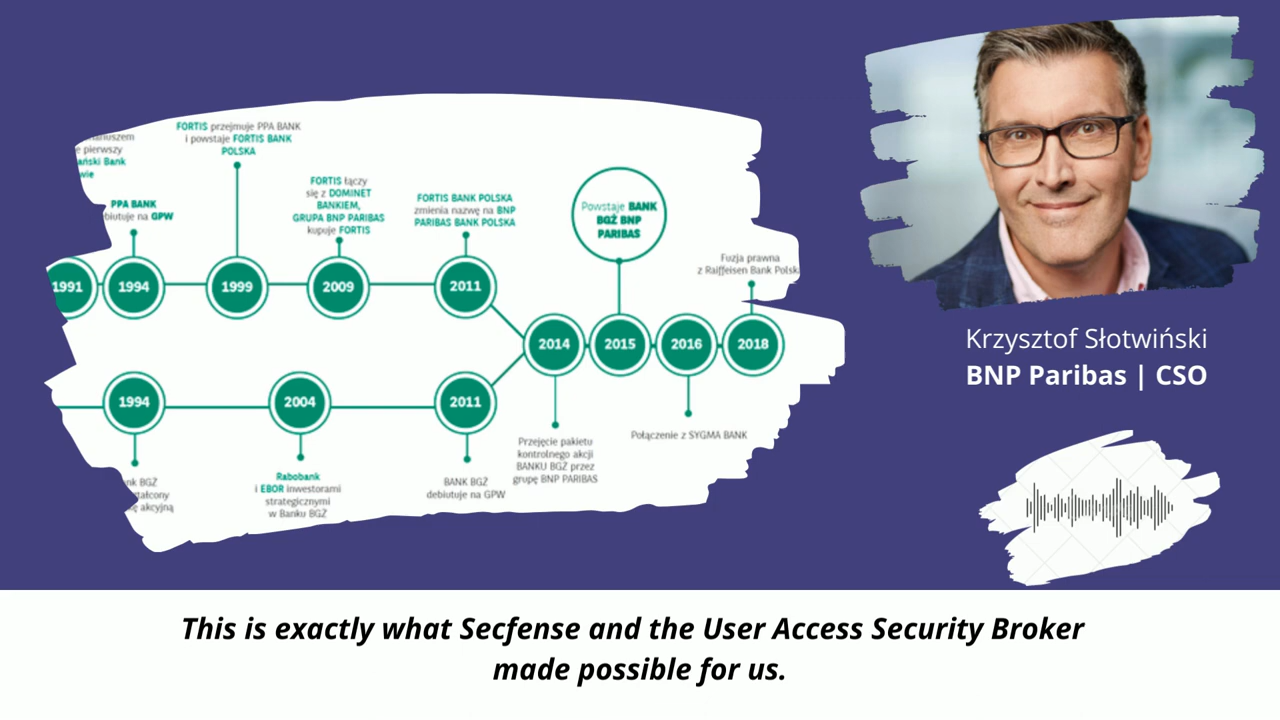 pierwszy
Bank
PPA BANK
na GPW
FORTIS przejmuje PPA BANK
i powstaje FORTIS BANK
POLSKA
FORTIS łączy
się z DOMINET
BANKIEM,
GRUPA BNP PARIBAS
kupuje FORTIS
FORTIS BANK POLSKA
zmienia nazwę na BNP
PARIBAS BANK POLSKA
Powstaje BANK
BGŻ BNP
PARIBAS
Fuzja prawna
z Raiffeisen Bank Polska
1991
1994
1999
2009
2011
2014
2015
2016
2018
1994
2004
2011
BGŻ
akcyjną
Rabobank
i EBOR inwestorami
strategicznymi
w Banku BGŻ
BANK BGŻ
debiutuje na GPW
Przejęcie pakietu
kontrolnego akcji
BANKU BGŻ przez
grupę BNP PARIBAS
Połączenie z SYGMA BANK
Krzysztof Słotwiński
BNP Paribas | CSO
This is exactly what Secfense and the User Access Security Broker
made possible for us.